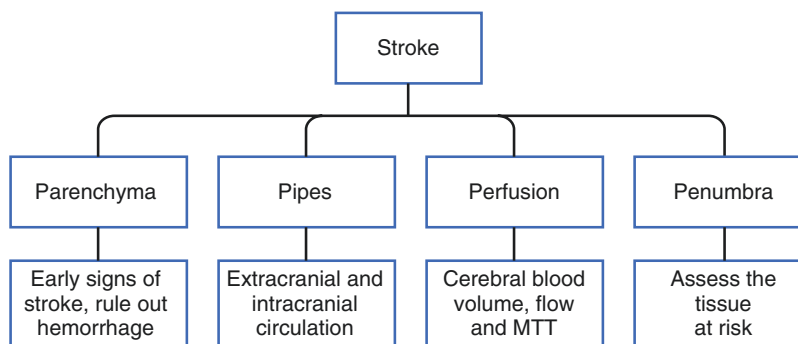 Stroke
Parenchyma
Pipes
Perfusion
Penumbra
Early signs of
stroke, rule out
hemorrhage
Extracranial and
intracranial
circulation
Cerebral blood
volume, flow
and MTT
Assess the
tissue
at risk